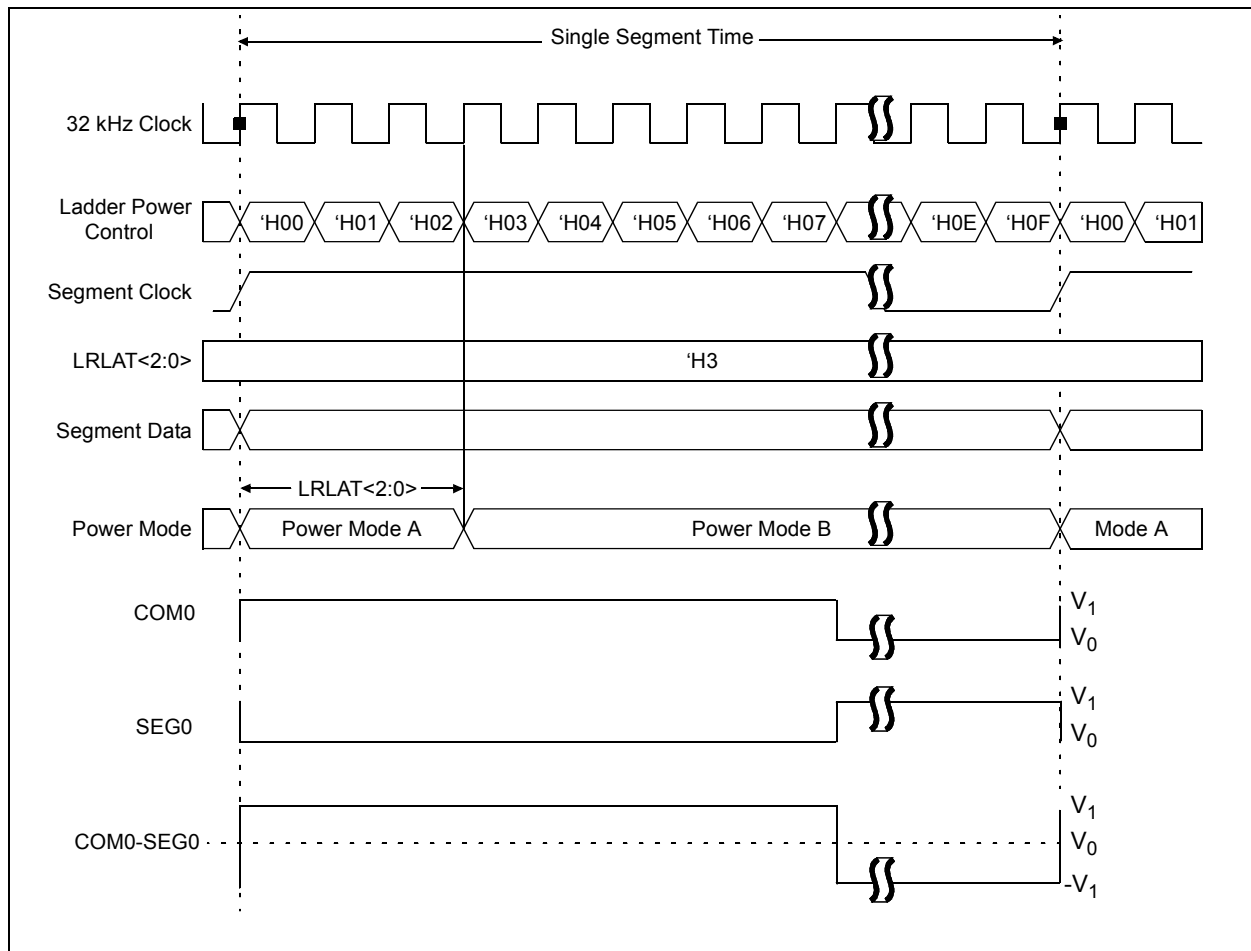 Single Segment Time
32 kHz Clock
Ladder Power
Control
‘H00 ‘H01 ‘H02 ‘H03 ‘H04 ‘H05 ‘H06 ‘H07 ‘H0E ‘H0F ‘H00 ‘H01
Segment Clock
LRLAT<2:0>
‘H3
Segment Data
LRLAT<2:0>
Power Mode
Power Mode A
Power Mode B
Mode A
COM0
V1
V0
SEG0
V1
V0
COM0-SEG0
V1
V0
-V1